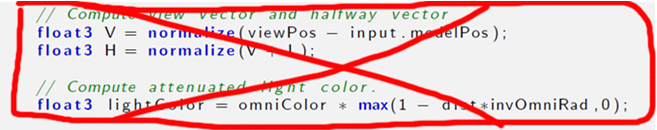 // Compute view vector and halfway vector
float3 V = normalize(viewPos - input.modelPos);
float3 H = normalize(V + L);
// Compute attenuated light color.
float3 lightColor = omniColor * max(1 - dist*invOmniRad,0);